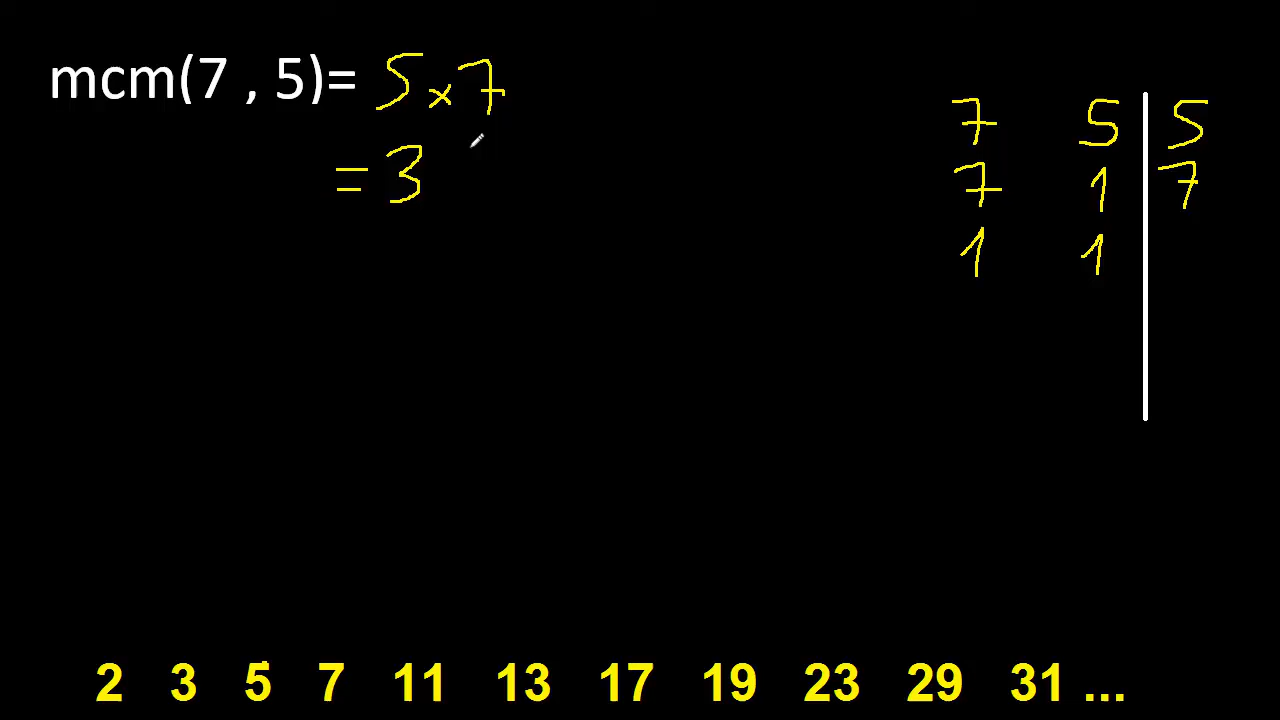 mcm(7 , 5)= 5 x 7
= 3
7 5 5
7 1 7
1 1
2 3 5 7 11 13 17 19 23 29 31 ...